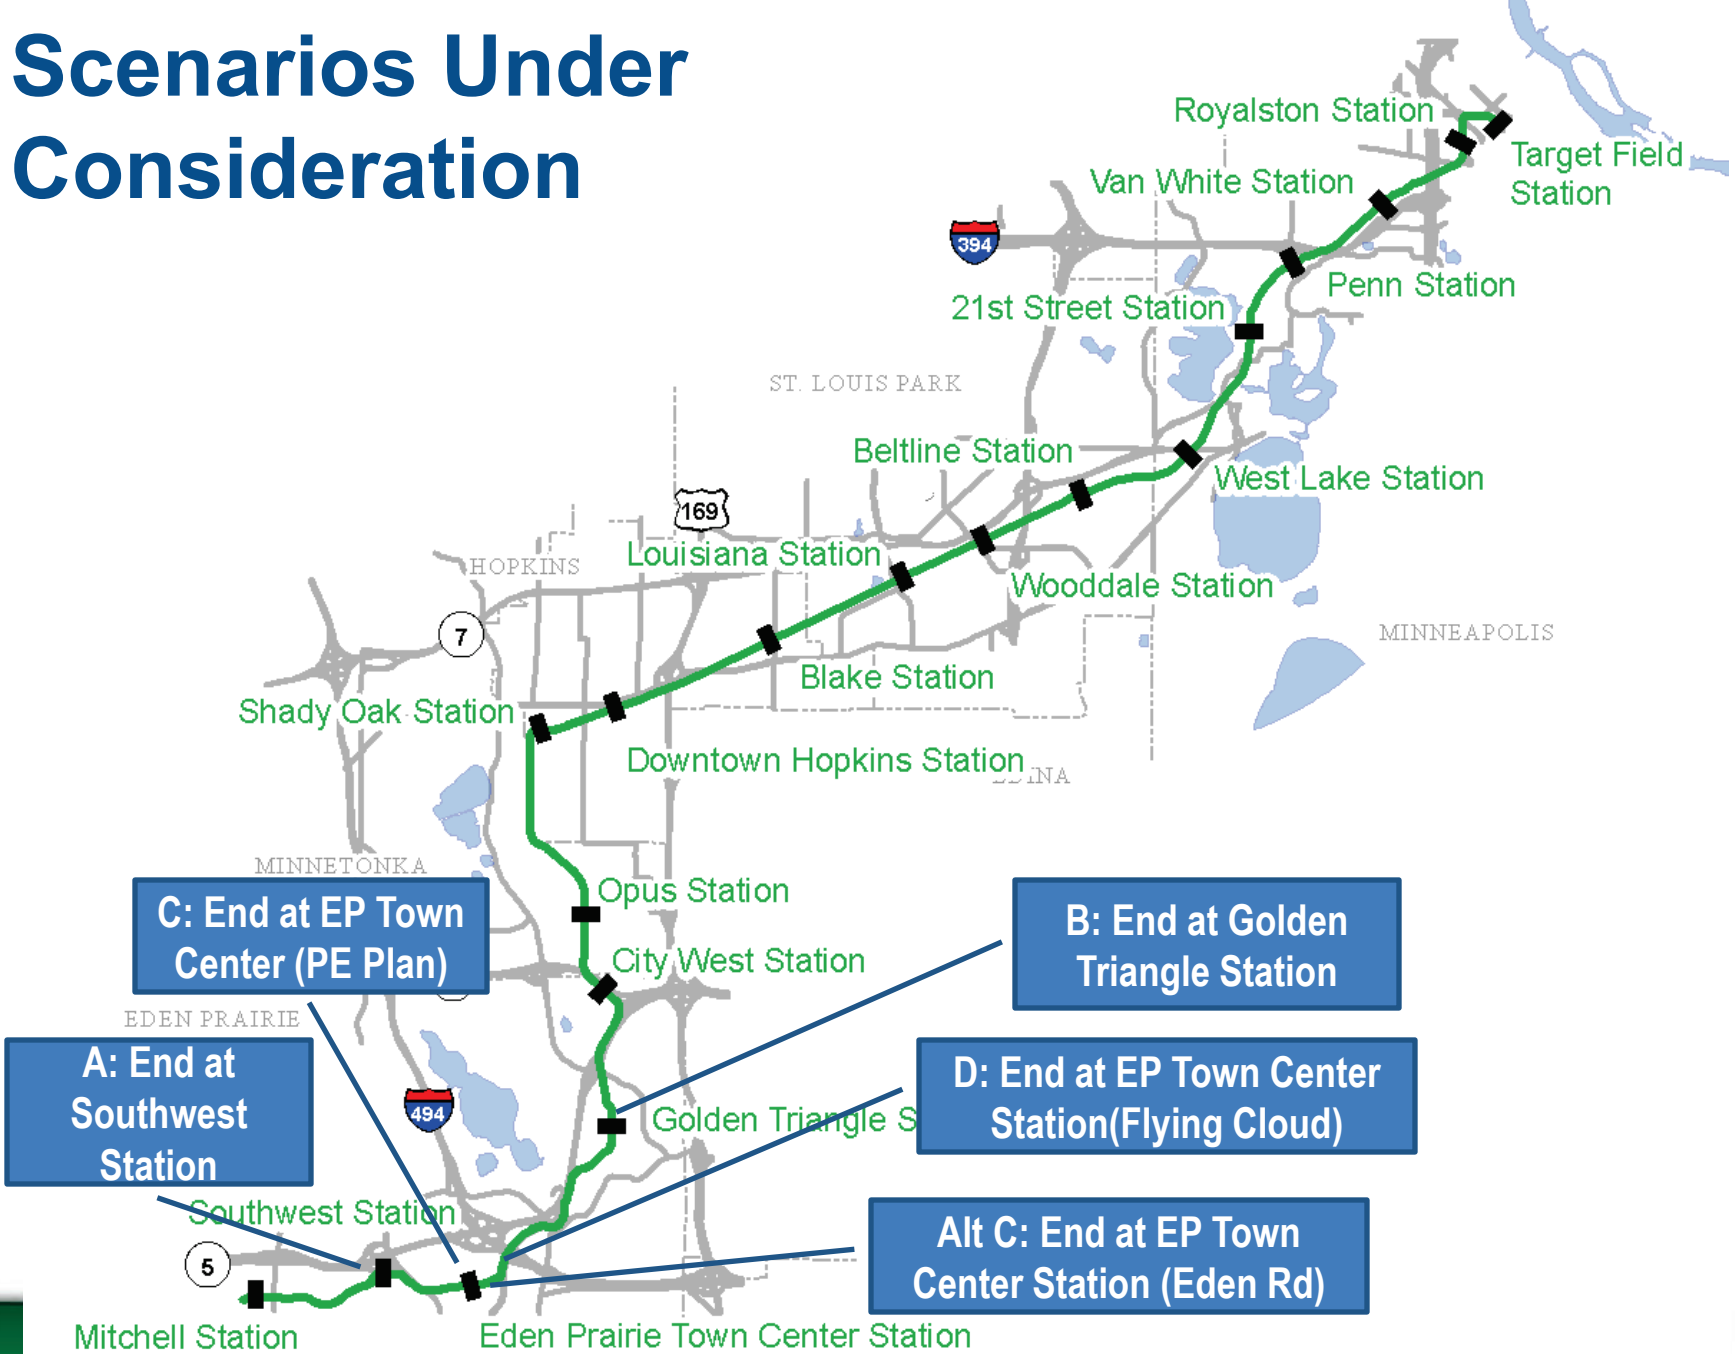 Scenarios Under
Consideration
Royalston Station
Target Field
Station
Van White Station
394
Penn Station
21st Street Station
ST. LOUIS PARK
Beltline Station
West Lake Station
169
Louisiana Station
HOPKINS
Wooddale Station
7
MINNEAPOLIS
Blake Station
Shady Oak Station
Downtown Hopkins Station
MINNETONKA
C: End at EP Town
Center (PE Plan)
Opus Station
B: End at Golden
Triangle Station
City West Station
EDEN PRAIRIE
A: End at
Southwest
Station
D: End at EP Town Center
Station(Flying Cloud)
494
Golden Triangle S
Southwest Station
Alt C: End at EP Town
Center Station (Eden Rd)
5
Mitchell Station
Eden Prairie Town Center Station